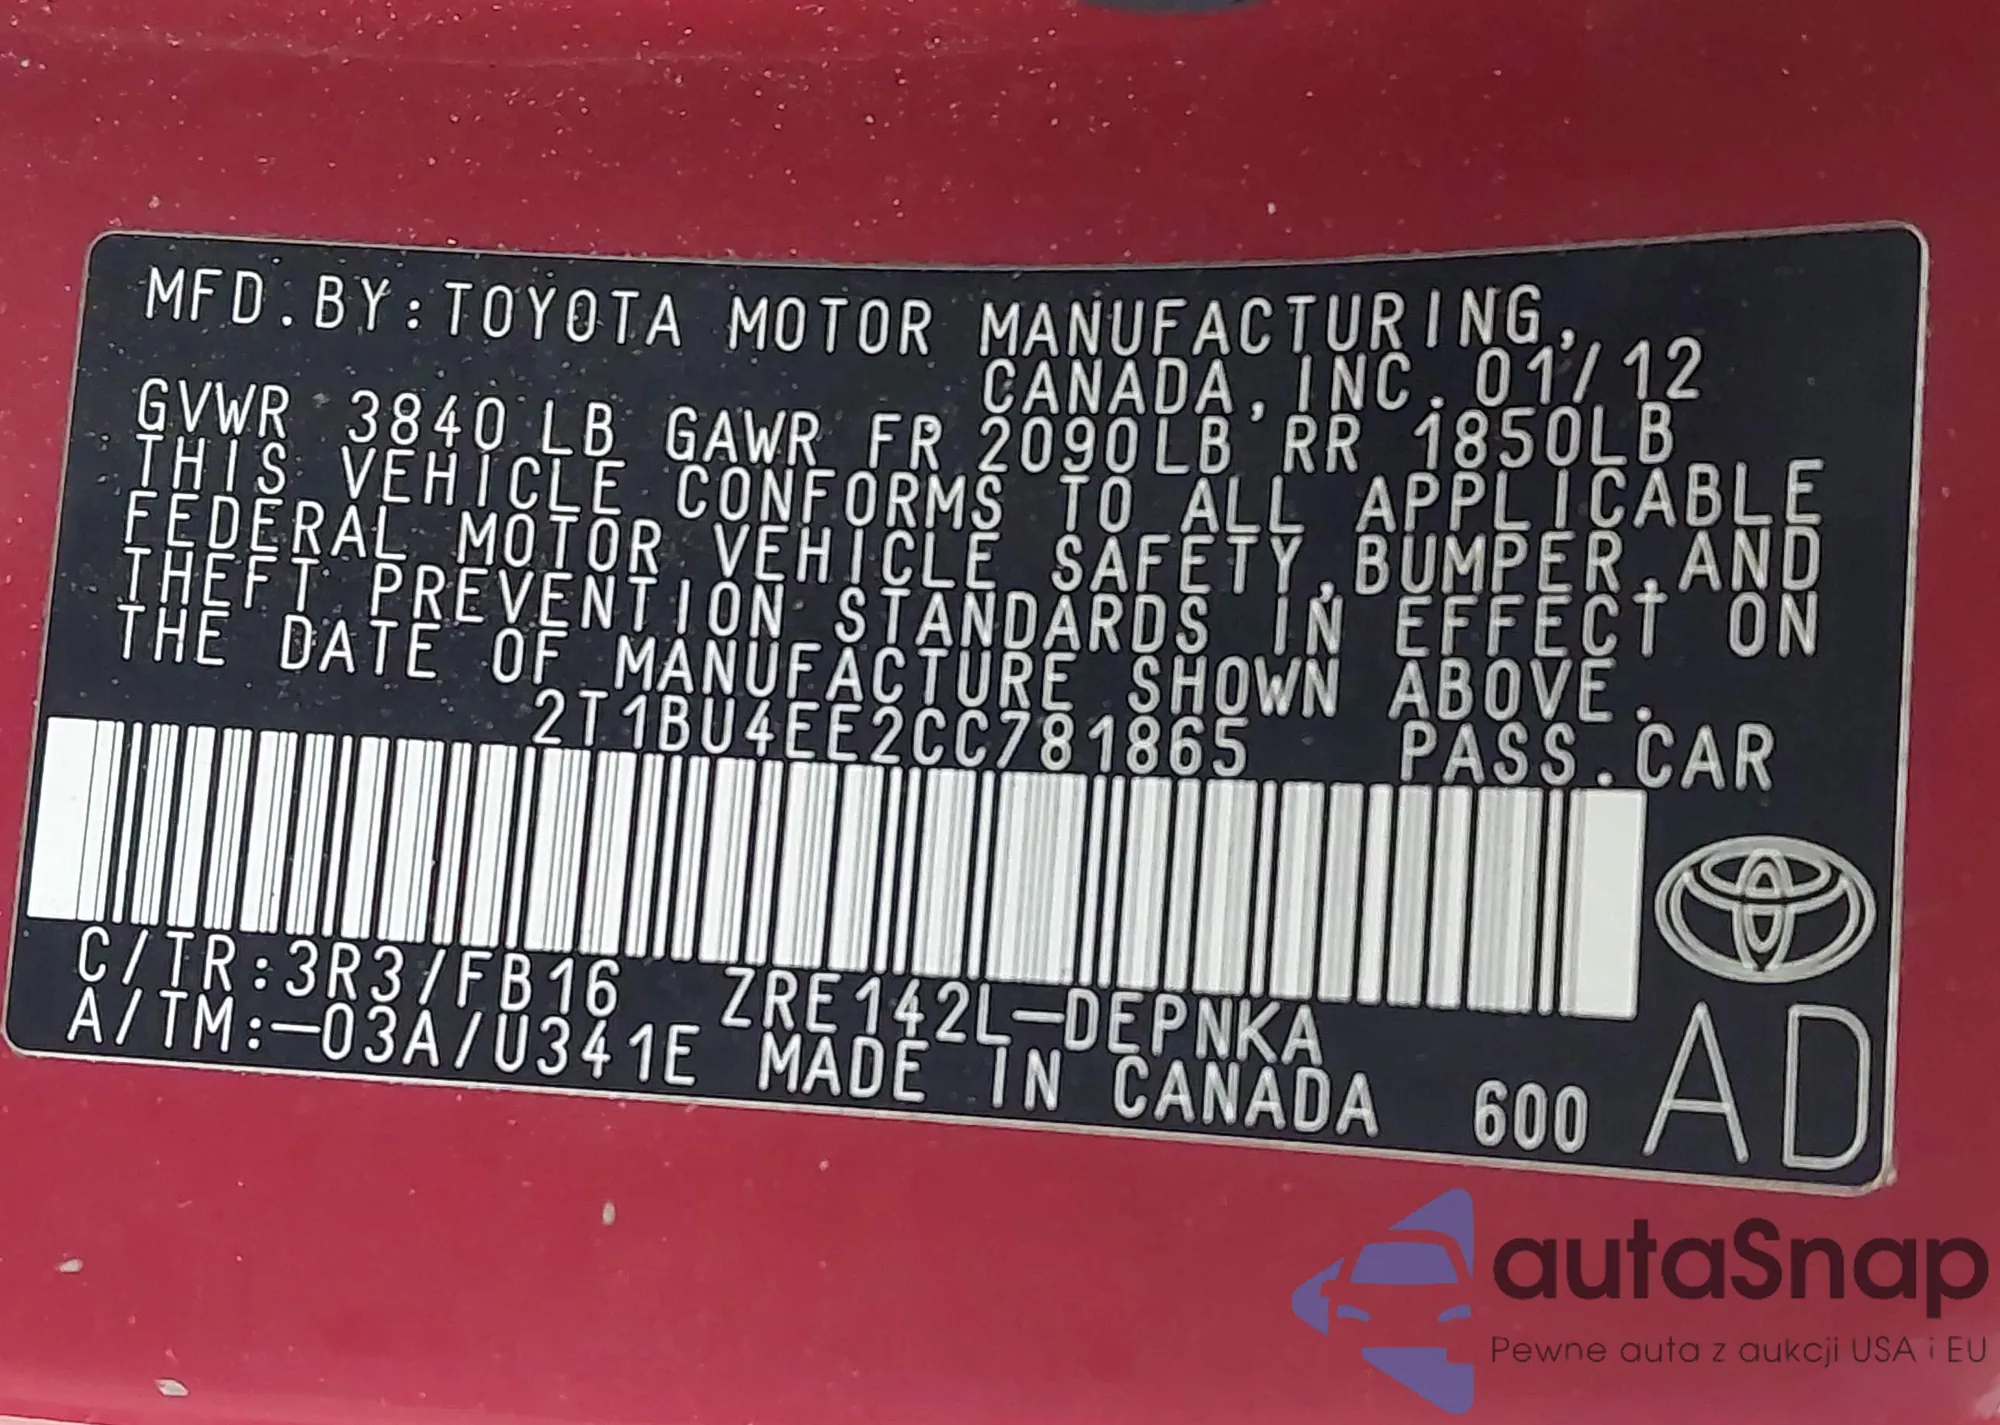 MFD.BY:TOYOTA MOTOR MANUFACTURING,
CANADA,INC.01/12
GVWR 3840LB GAWR FR 2090LB RR 1850LB
THIS VEHICLE CONFORMS TO ALL APPLICABLE
FEDERAL MOTOR VEHICLE SAFETY,BUMPER,AND
THEFT PREVENTION STANDARDS IN EFFECT ON
THE DATE OF MANUFACTURE SHOWN ABOVE.
2T1BU4EE2CC781865 PASS.CAR
C/TR:3R3/FB16 ZRE142L-DEPNKA
A/TM:-03A/U341E MADE IN CANADA 600 AD
autaSnap
Pewne auta z aukcji USA i EU